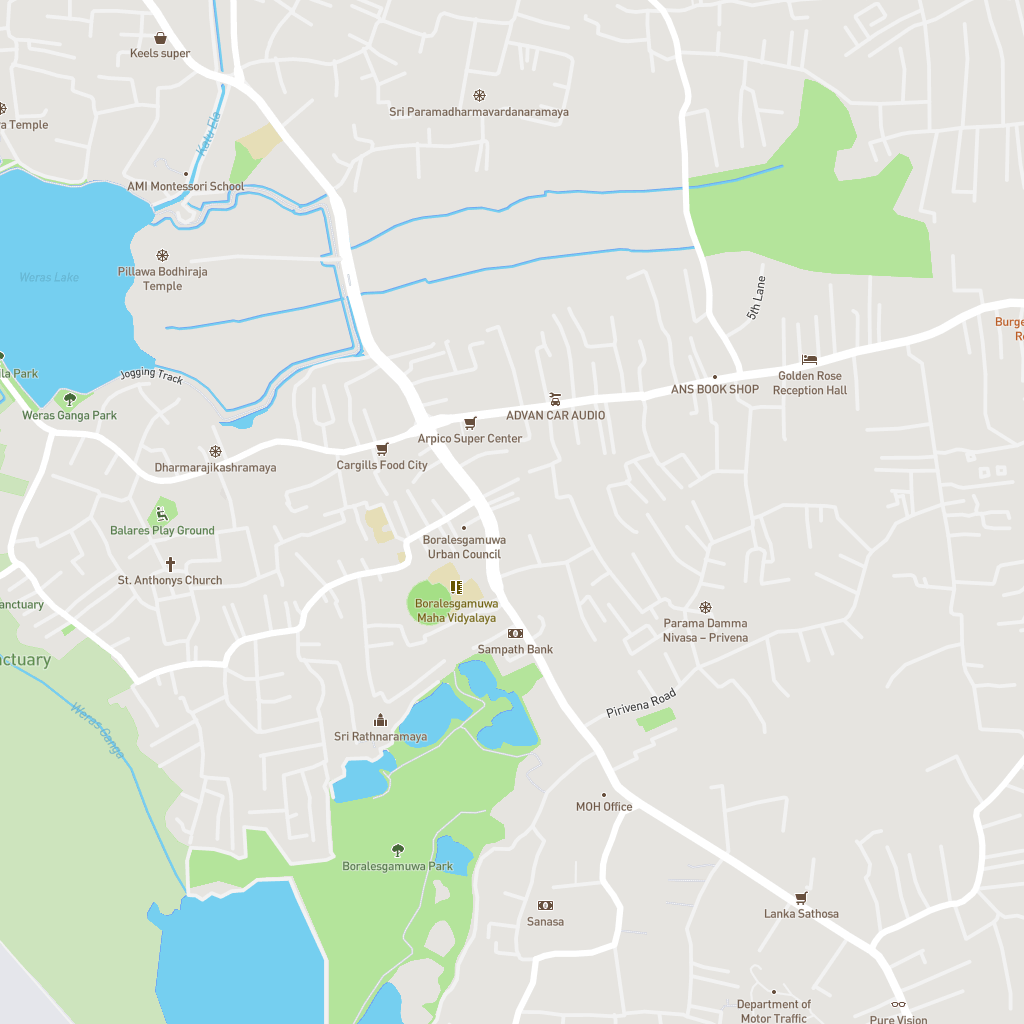 Keels super
Sri Paramadharmavardanaramaya
a Temple
Katu Ela
AMI Montessori School
Pillawa Bodhiraja
Temple
Weras Lake
5th Lane
Burge
Re
Golden Rose
Reception Hall
ANS BOOK SHOP
la Park
Jogging Track
Weras Ganga Park
ADVAN CAR AUDIO
Arpico Super Center
Cargills Food City
Dharmarajikashramaya
Balares Play Ground
Boralesgamuwa
Urban Council
St. Anthonys Church
Boralesgamuwa
Maha Vidyalaya
anctuary
Parama Damma
Nivasa – Privena
Sampath Bank
nctuary
Pirivena Road
Weras Ganga
Sri Rathnaramaya
MOH Office
Boralesgamuwa Park
Sanasa
Lanka Sathosa
Department of
Motor Traffic
Pure Vision